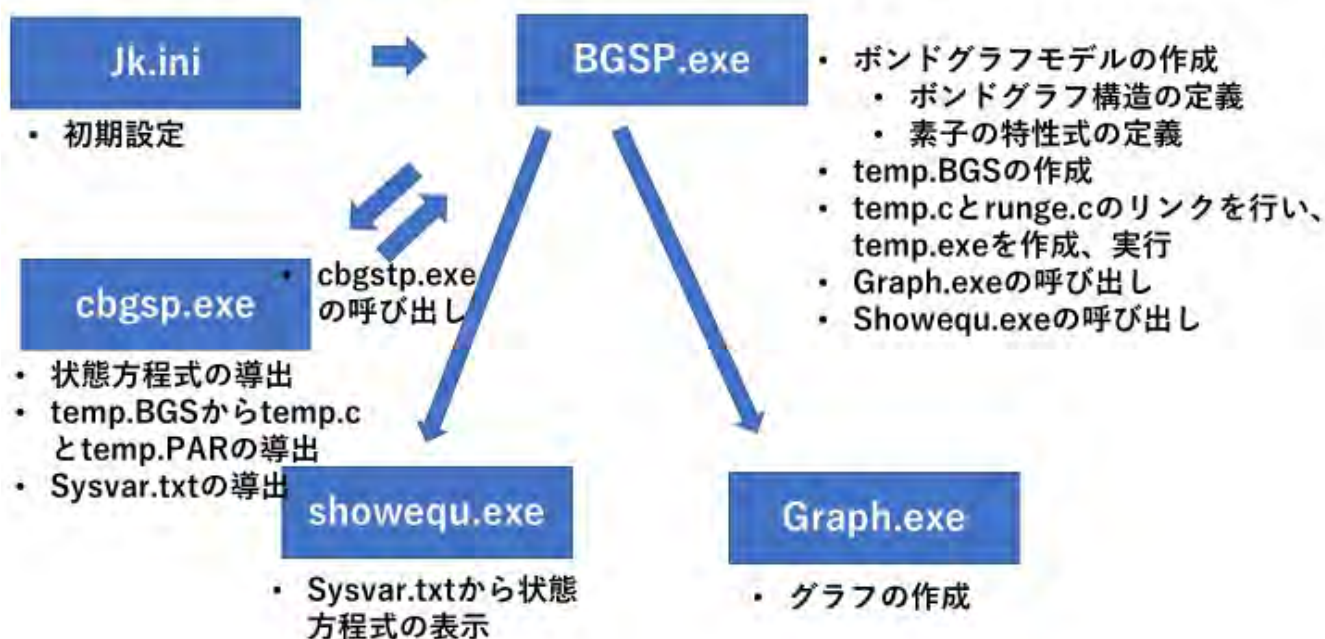 Jk.ini
・ 初期設定
BGSP.exe
・ ボンドグラフモデルの作成
・ ボンドグラフ構造の定義
・ 素子の特性式の定義
・ temp.BGSの作成
・ temp.cとrunge.cのリンクを行い、
temp.exeを作成、実行
・ Graph.exeの呼び出し
・ Showequ.exeの呼び出し
・ cbgstp.exe
の呼び出し
cbgsp.exe
・ 状態方程式の導出
・ temp.BGSからtemp.c
とtemp.PARの導出
・ Sysvar.txtの導出
showequ.exe
・ Sysvar.txtから状態
方程式の表示
Graph.exe
・ グラフの作成